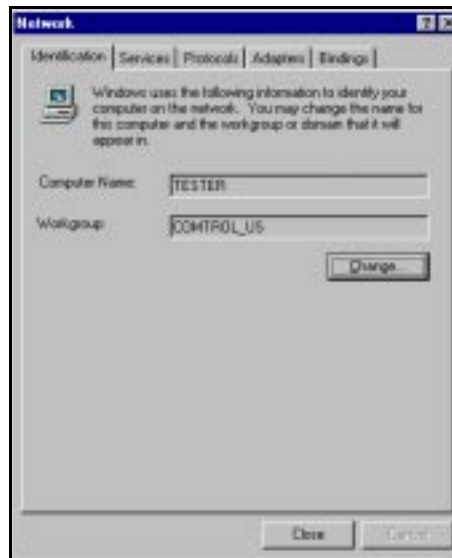 Network
Identification Services Protocols Adapters Bindings
Windows uses the following information to identify your
computer on the network. You may change the name for
this computer and the workgroup or domain that it will
appear in.
Computer Name: TESTER
Workgroup: COMTROL_US
Change...
Close Cancel